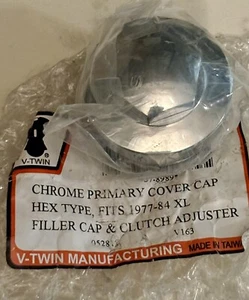 V-TWIN
CHROME PRIMARY COVER CAP
HEX TYPE, FITS 1977-84 XL
FILLER CAP & CLUTCH ADJUSTER
V163
V-TWIN MANUFACTURING MADE IN TAIWAN